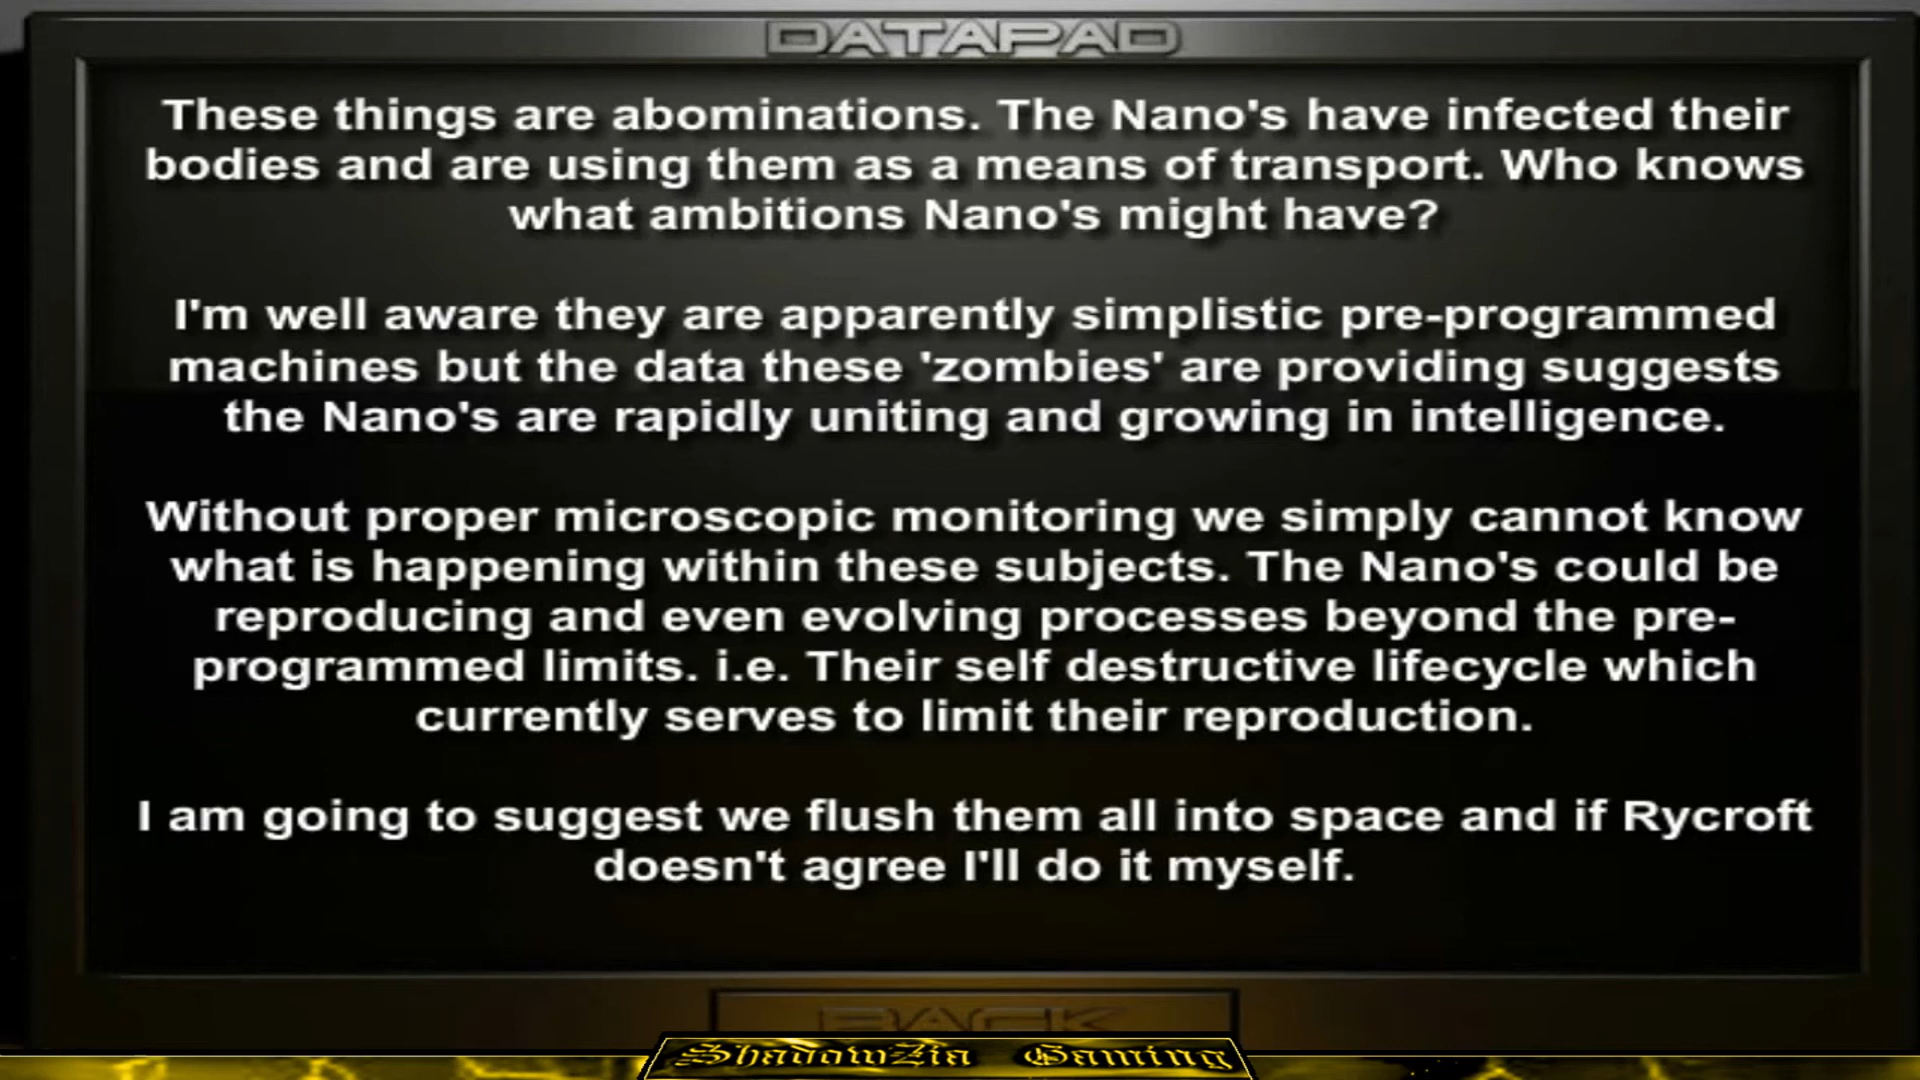 DATAPAD
These things are abominations. The Nano's have infected their
bodies and are using them as a means of transport. Who knows
what ambitions Nano's might have?
I'm well aware they are apparently simplistic pre-programmed
machines but the data these 'zombies' are providing suggests
the Nano's are rapidly uniting and growing in intelligence.
Without proper microscopic monitoring we simply cannot know
what is happening within these subjects. The Nano's could be
reproducing and even evolving processes beyond the pre-
programmed limits. i.e. Their self destructive lifecycle which
currently serves to limit their reproduction.
I am going to suggest we flush them all into space and if Rycroft
doesn't agree I'll do it myself.
BACK
ShadowZia Gaming